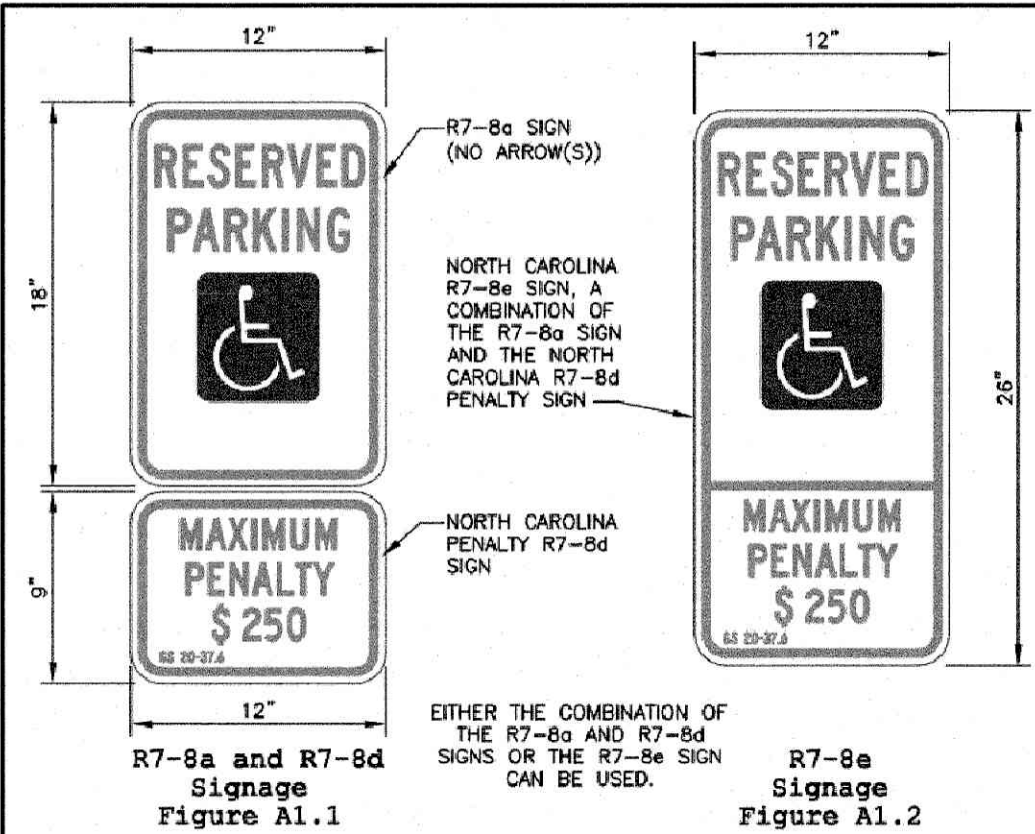 12"
18"
RESERVED
PARKING
R7-8a SIGN
(NO ARROW(S))
9"
MAXIMUM
PENALTY
$ 250
GS 20-37.6
12"
NORTH CAROLINA
PENALTY R7-8d
SIGN
R7-8a and R7-8d
Signage
Figure A1.1
NORTH CAROLINA
R7-8e SIGN, A
COMBINATION OF
THE R7-8a SIGN
AND THE NORTH
CAROLINA R7-8d
PENALTY SIGN
12"
26"
RESERVED
PARKING
MAXIMUM
PENALTY
$ 250
GS 20-37.6
EITHER THE COMBINATION OF
THE R7-8a AND R7-8d
SIGNS OR THE R7-8e SIGN
CAN BE USED.
R7-8e
Signage
Figure A1.2